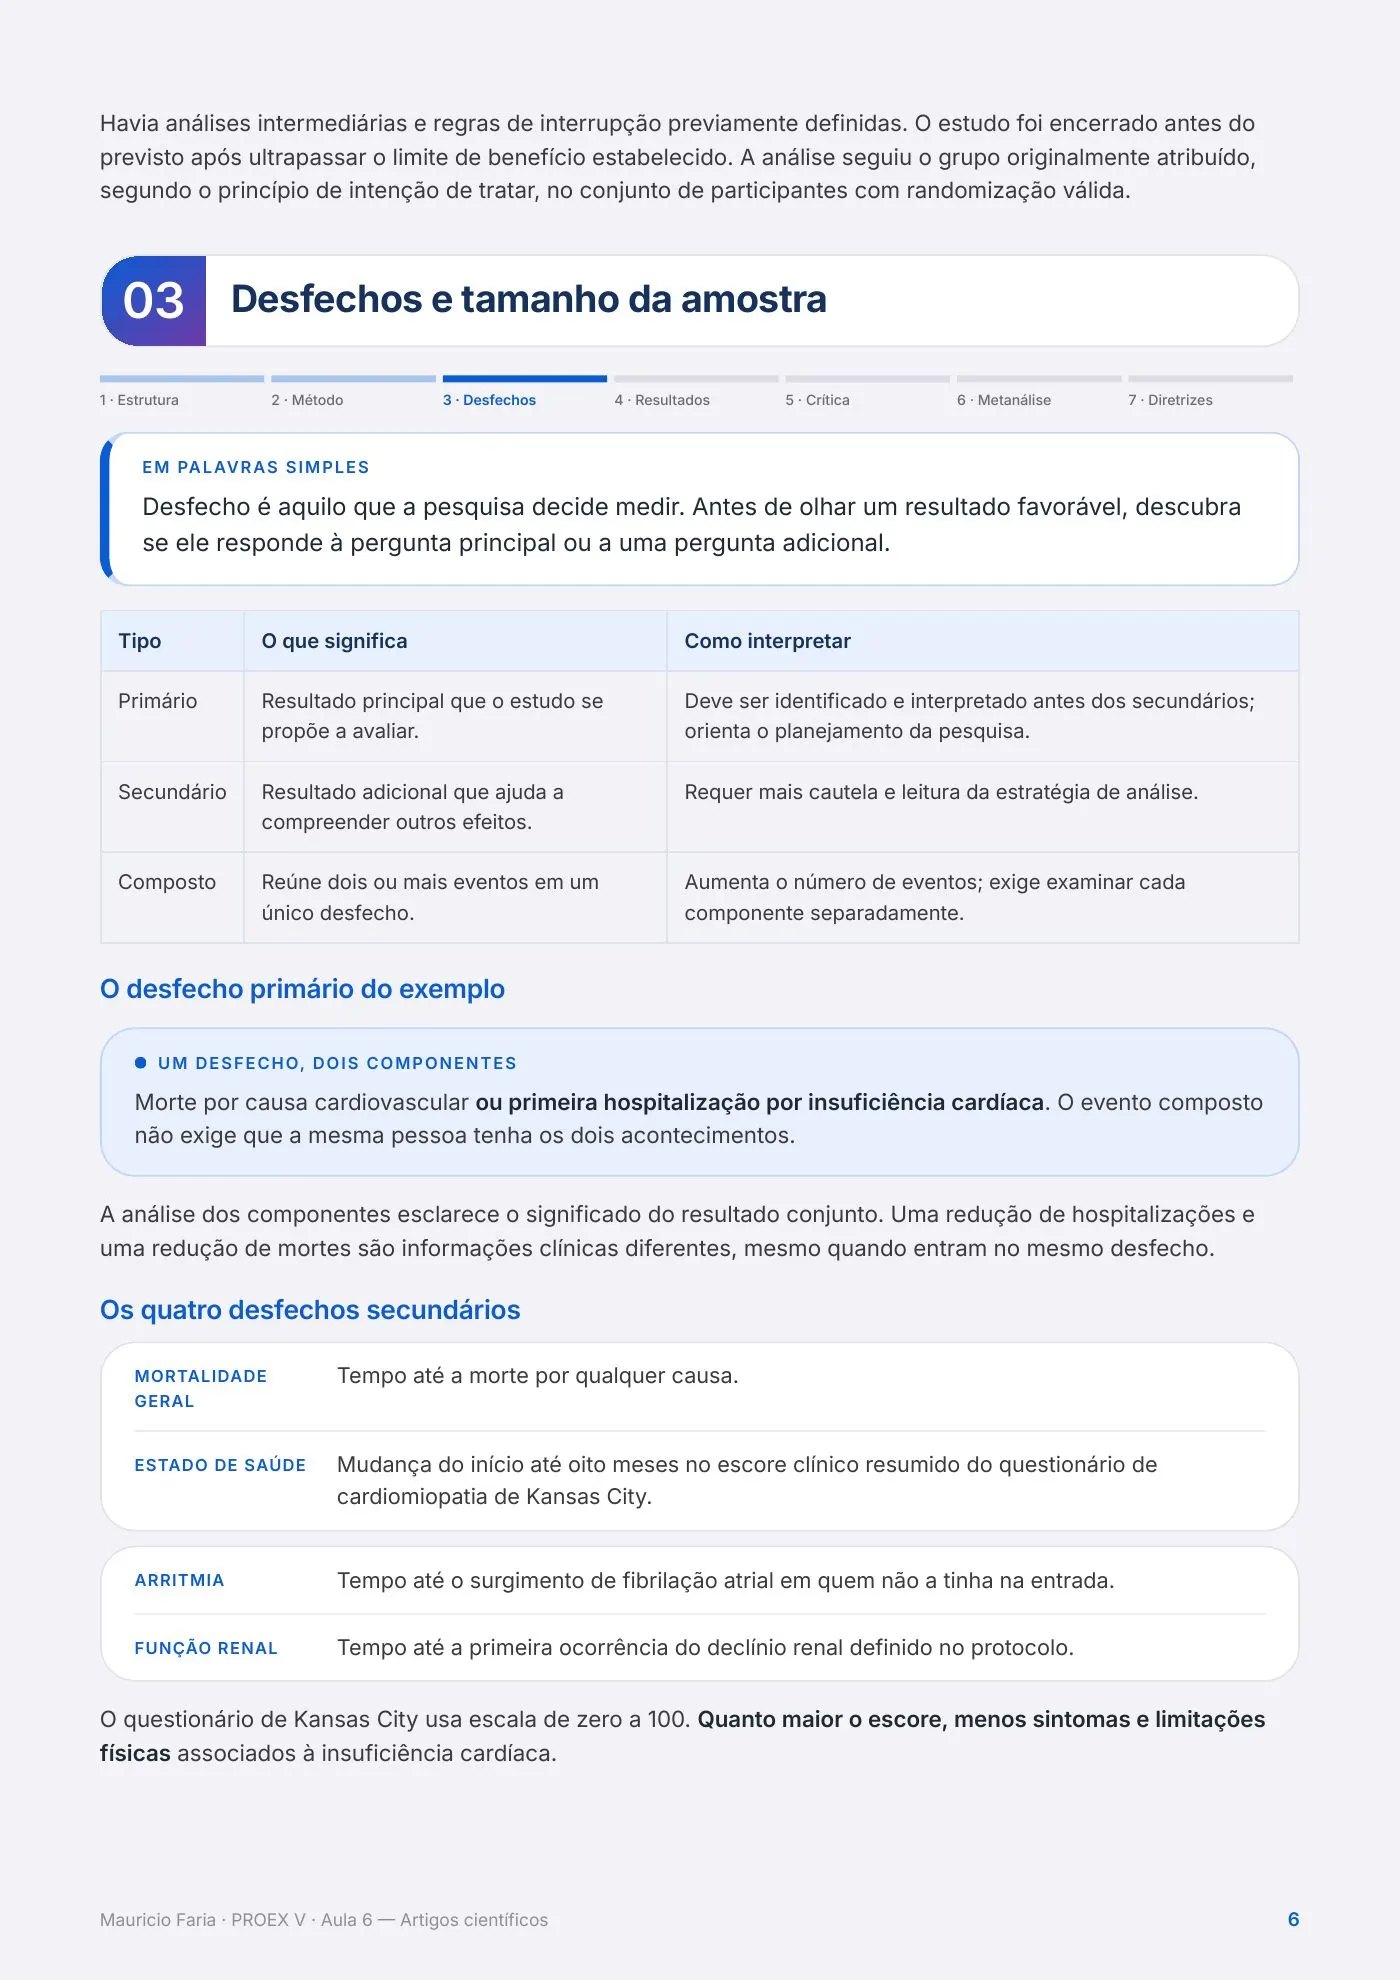 Havia análises intermediárias e regras de interrupção previamente definidas. O estudo foi encerrado antes do
previsto após ultrapassar o limite de benefício estabelecido. A análise seguiu o grupo originalmente atribuído,
segundo o princípio de intenção de tratar, no conjunto de participantes com randomização válida.
03 Desfechos e tamanho da amostra
1 · Estrutura 2 · Método 3 · Desfechos 4 · Resultados 5 · Crítica 6 · Metanálise 7 · Diretrizes
EM PALAVRAS SIMPLES
Desfecho é aquilo que a pesquisa decide medir. Antes de olhar um resultado favorável, descubra
se ele responde à pergunta principal ou a uma pergunta adicional.
Tipo O que significa Como interpretar
Primário Resultado principal que o estudo se Deve ser identificado e interpretado antes dos secundários;
propõe a avaliar. orienta o planejamento da pesquisa.
Secundário Resultado adicional que ajuda a Requer mais cautela e leitura da estratégia de análise.
compreender outros efeitos.
Composto Reúne dois ou mais eventos em um Aumenta o número de eventos; exige examinar cada
único desfecho. componente separadamente.
O desfecho primário do exemplo
UM DESFECHO, DOIS COMPONENTES
Morte por causa cardiovascular ou primeira hospitalização por insuficiência cardíaca. O evento composto
não exige que a mesma pessoa tenha os dois acontecimentos.
A análise dos componentes esclarece o significado do resultado conjunto. Uma redução de hospitalizações e
uma redução de mortes são informações clínicas diferentes, mesmo quando entram no mesmo desfecho.
Os quatro desfechos secundários
MORTALIDADE Tempo até a morte por qualquer causa.
GERAL
ESTADO DE SAÚDE Mudança do início até oito meses no escore clínico resumido do questionário de
cardiomiopatia de Kansas City.
ARRITMIA Tempo até o surgimento de fibrilação atrial em quem não a tinha na entrada.
FUNÇÃO RENAL Tempo até a primeira ocorrência do declínio renal definido no protocolo.
O questionário de Kansas City usa escala de zero a 100. Quanto maior o escore, menos sintomas e limitações
físicas associados à insuficiência cardíaca.
Mauricio Faria · PROEX V · Aula 6 — Artigos científicos 6